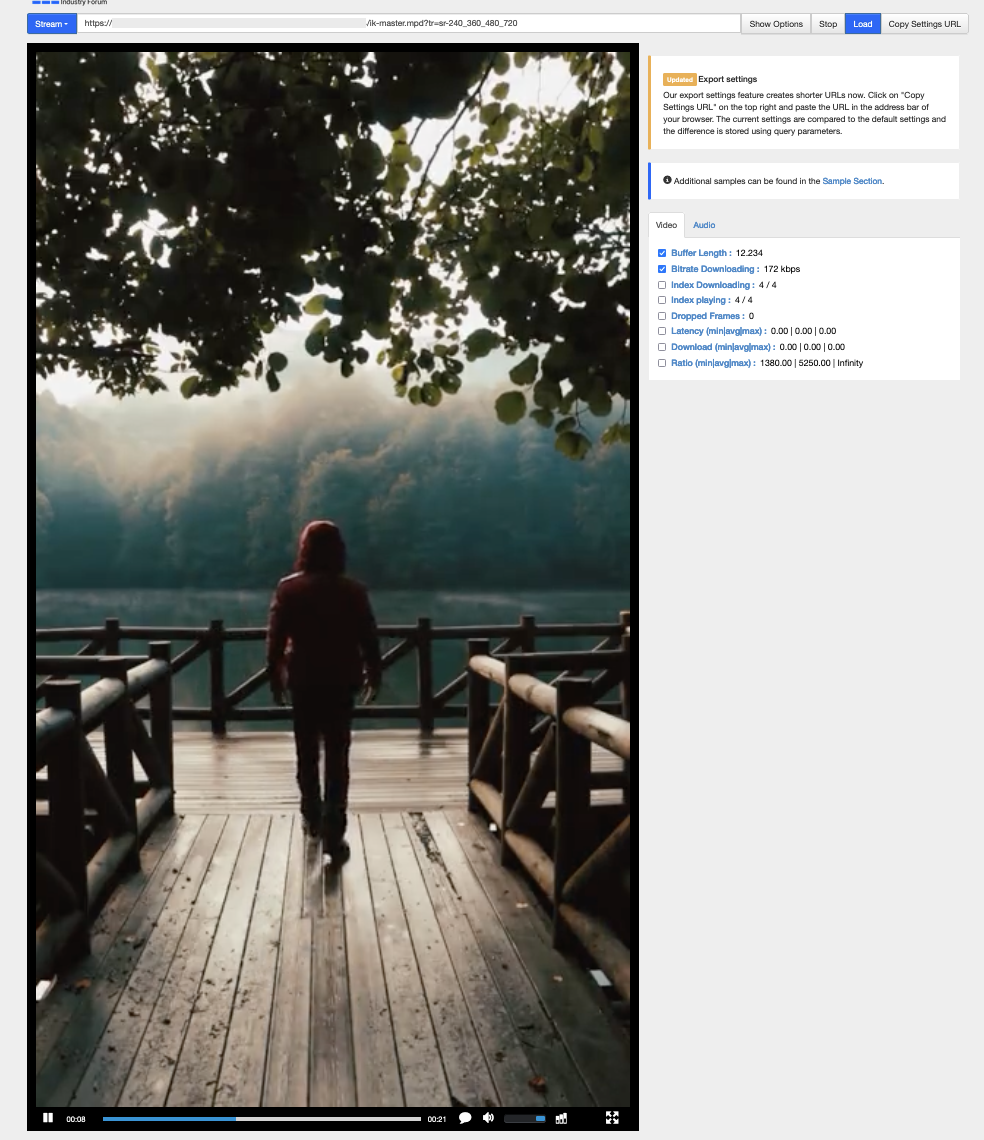 Industry Forum
Stream
https://
/ik-master.mpd?tr=sr-240_360_480_720
Show Options
Stop
Load
Copy Settings URL
Updated Export settings
Our export settings feature creates shorter URLs now. Click on "Copy
Settings URL" on the top right and paste the URL in the address bar of
your browser. The current settings are compared to the default settings and
the difference is stored using query parameters.
Additional samples can be found in the Sample Section.
Video
Audio
Buffer Length : 12.234
Bitrate Downloading : 172 kbps
Index Downloading : 4 / 4
Index playing : 4 / 4
Dropped Frames : 0
Latency (min|avg|max) : 0.00 | 0.00 | 0.00
Download (min|avg|max) : 0.00 | 0.00 | 0.00
Ratio (min|avg|max) : 1380.00 | 5250.00 | Infinity
00:08
00:21